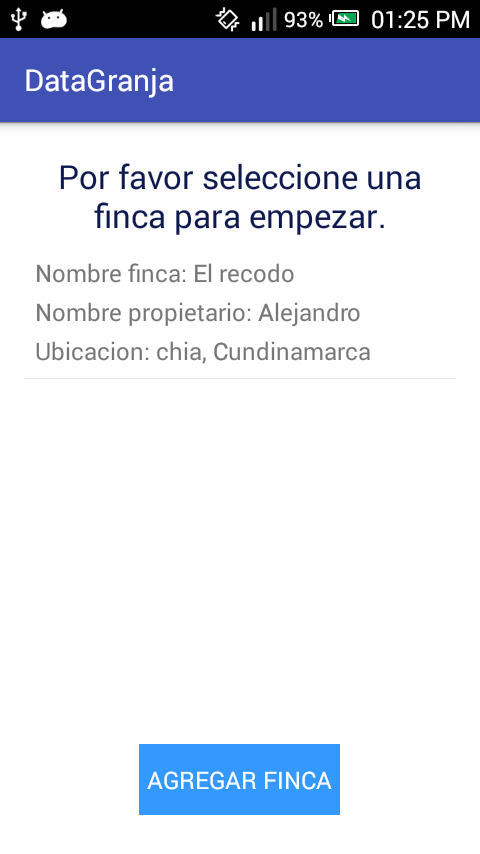 93% 01:25 PM
DataGranja
Por favor seleccione una
finca para empezar.
Nombre finca: El recodo
Nombre propietario: Alejandro
Ubicacion: chia, Cundinamarca
AGREGAR FINCA